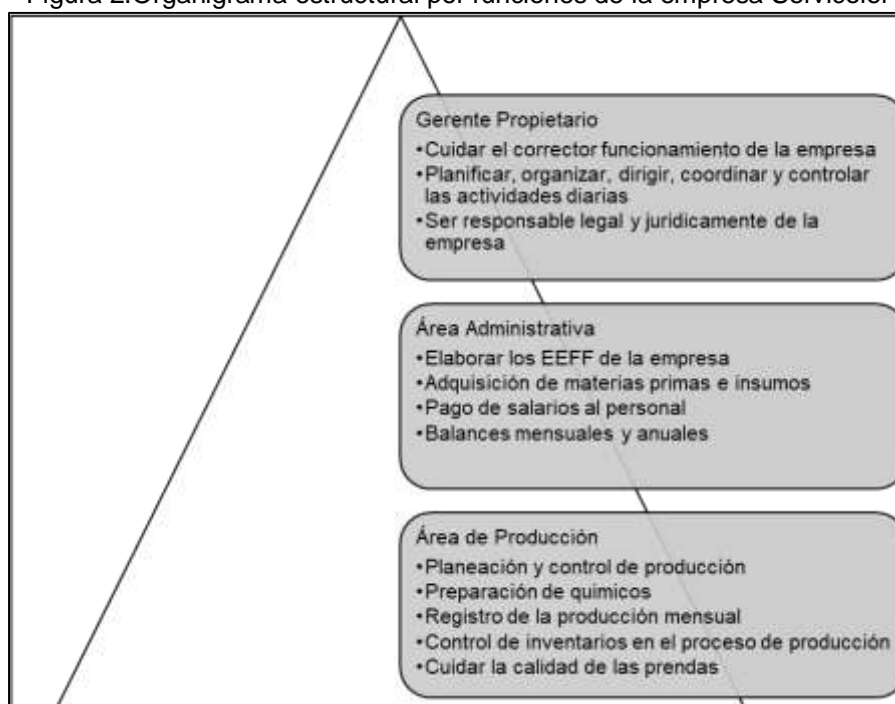 Figura 2.Organigrama estructural por funciones de la empresa Servicolor
Gerente Propietario
•Cuidar el corrector funcionamiento de la empresa
•Planificar, organizar, dirigir, coordinar y controlar
las actividades diarias
•Ser responsable legal y juridicamente de la
empresa
Área Administrativa
•Elaborar los EEFF de la empresa
•Adquisición de materias primas e insumos
•Pago de salarios al personal
•Balances mensuales y anuales
Área de Producción
•Planeación y control de producción
•Preparación de quimicos
•Registro de la producción mensual
•Control de inventarios en el proceso de producción
•Cuidar la calidad de las prendas